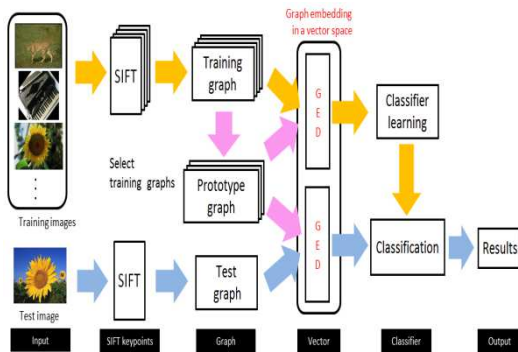 Graph embedding
in a vector space
SIFT
Training
graph
G
E
D
Classifier
learning
Select
training graphs
Prototype
graph
Training images
SIFT
Test
graph
G
E
D
Classification
Results
Test image
Input
SIFT keypoints
Graph
Vector
Classifier
Output